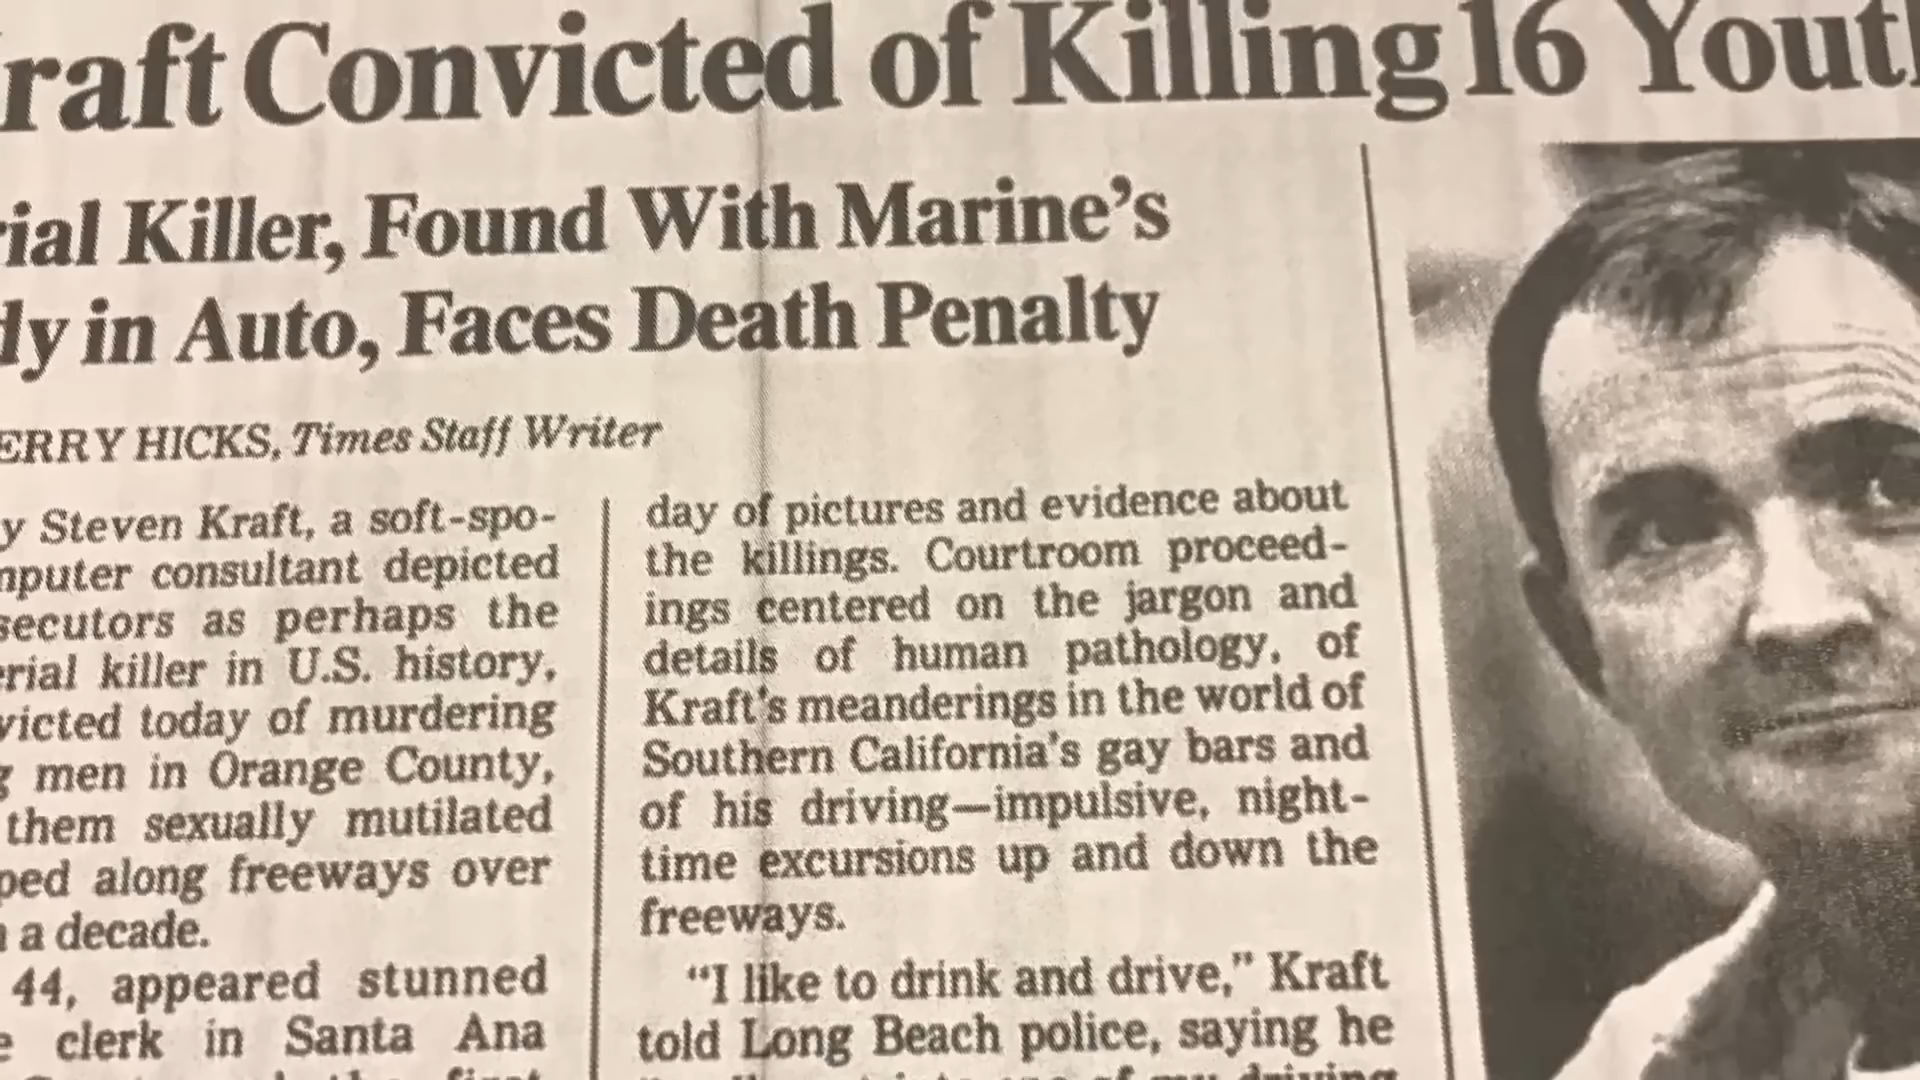 raft Convicted of Killing 16 Yout
rial Killer, Found With Marine's
dy in Auto, Faces Death Penalty
ERRY HICKS, Times Staff Writer
y Steven Kraft, a soft-spo-
mputer consultant depicted
secutors as perhaps the
erial killer in U.S. history,
victed today of murdering
g men in Orange County,
them sexually mutilated
ped along freeways over
a decade.
44, appeared stunned
e clerk in Santa Ana
day of pictures and evidence about
the killings. Courtroom proceed-
ings centered on the jargon and
details of human pathology, of
Kraft's meanderings in the world of
Southern California's gay bars and
of his driving—impulsive, night-
time excursions up and down the
freeways.
"I like to drink and drive," Kraft
told Long Beach police, saying he
of my driving